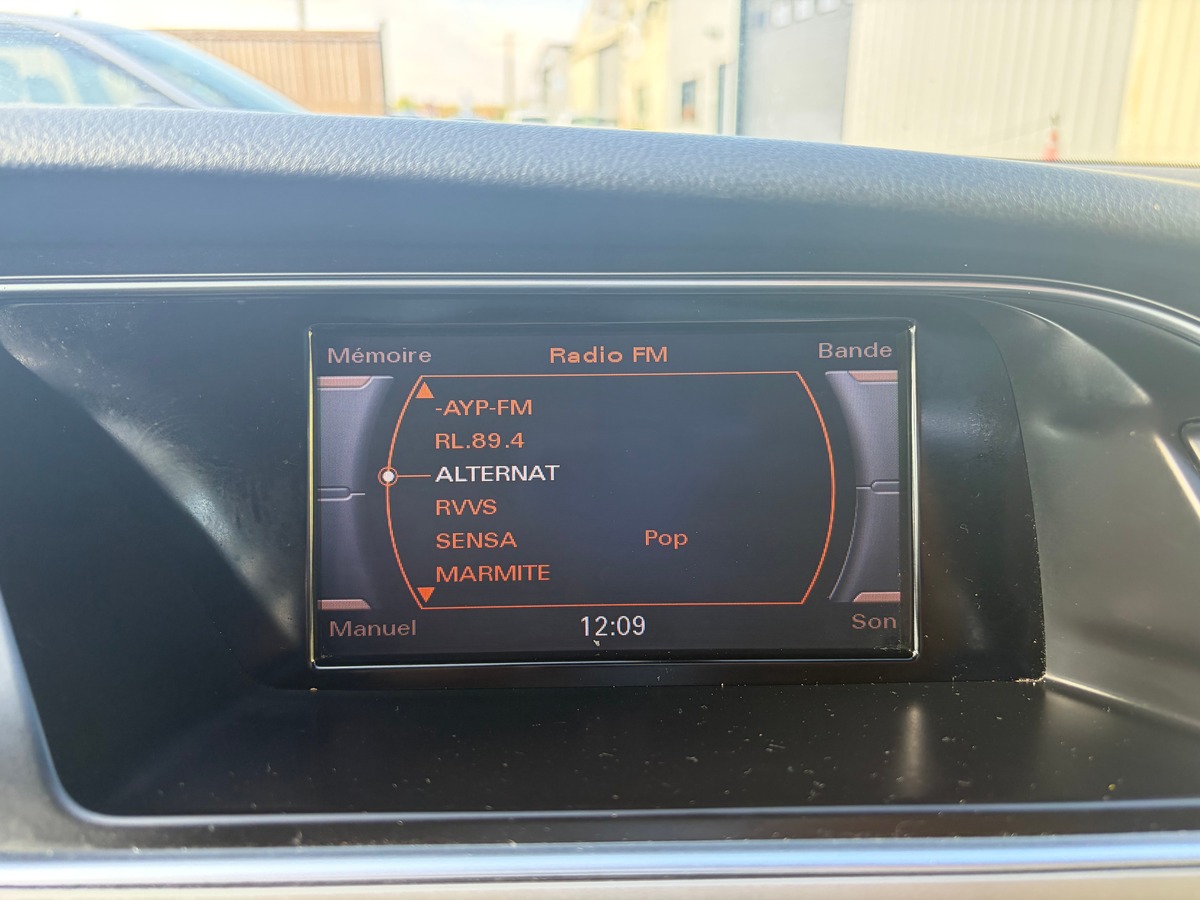 Mémoire Radio FM Bande
-AYP-FM
RL.89.4
ALTERNAT
RVVS
SENSA Pop
MARMITE
Manuel 12:09 Son